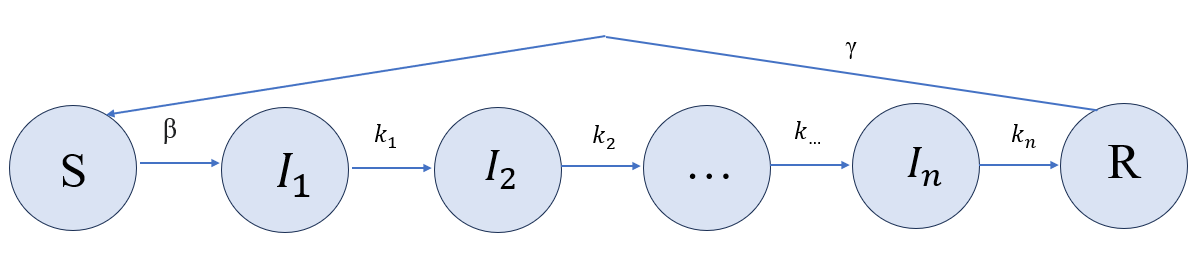 γ
β
k₁
k₂
k...
kₙ
S
I₁
I₂
...
Iₙ
R